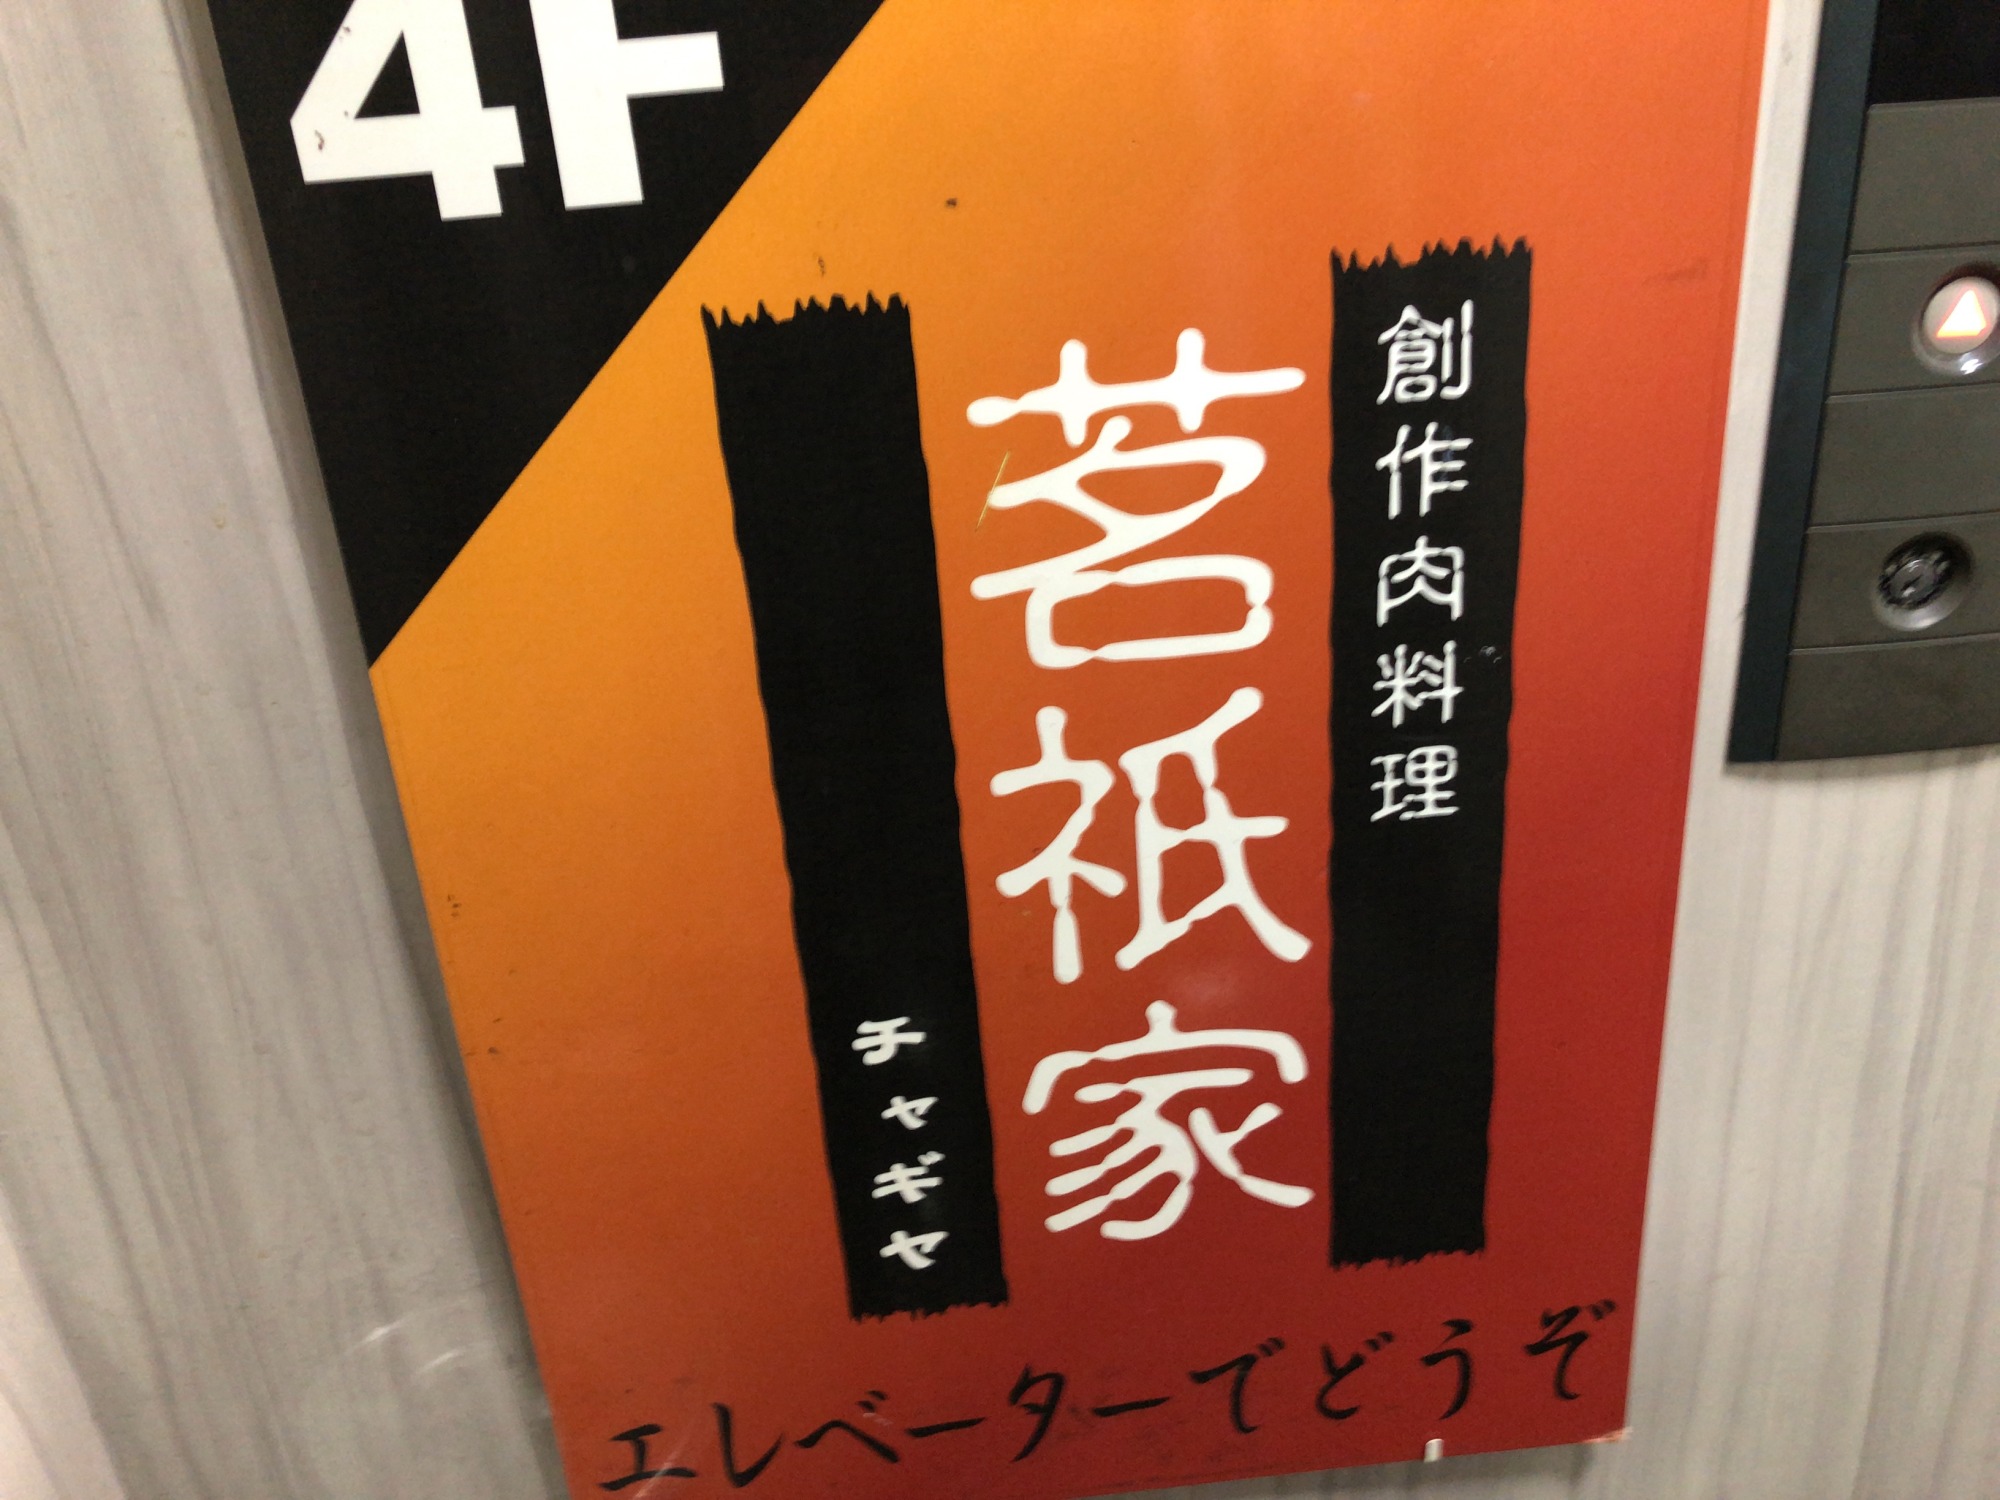 4F
創作肉料理
茗祇家
チャギヤ
エレベーターでどうぞ